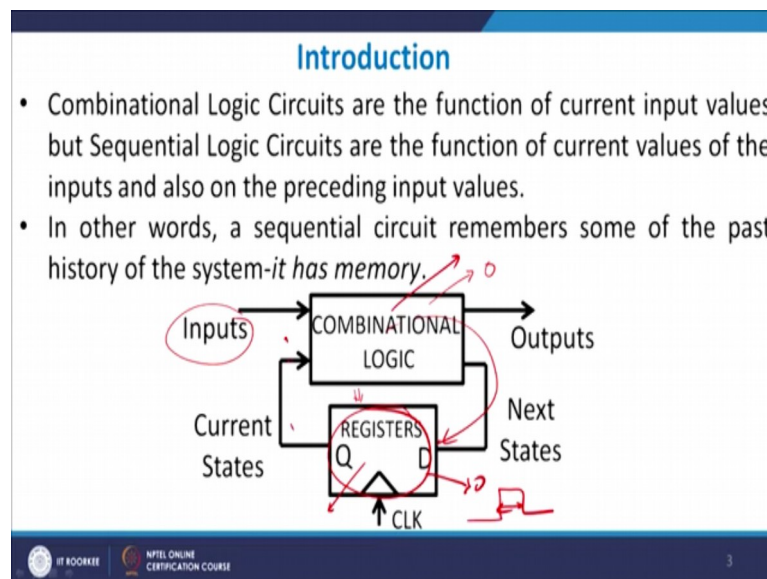 Introduction
• Combinational Logic Circuits are the function of current input values
but Sequential Logic Circuits are the function of current values of the
inputs and also on the preceding input values.
• In other words, a sequential circuit remembers some of the past
history of the system-it has memory.
0
Inputs
COMBINATIONAL
LOGIC
Outputs
Current
States
REGISTERS
Q
D
Next
States
CLK
IIT ROORKEE
NPTEL ONLINE
CERTIFICATION COURSE
3